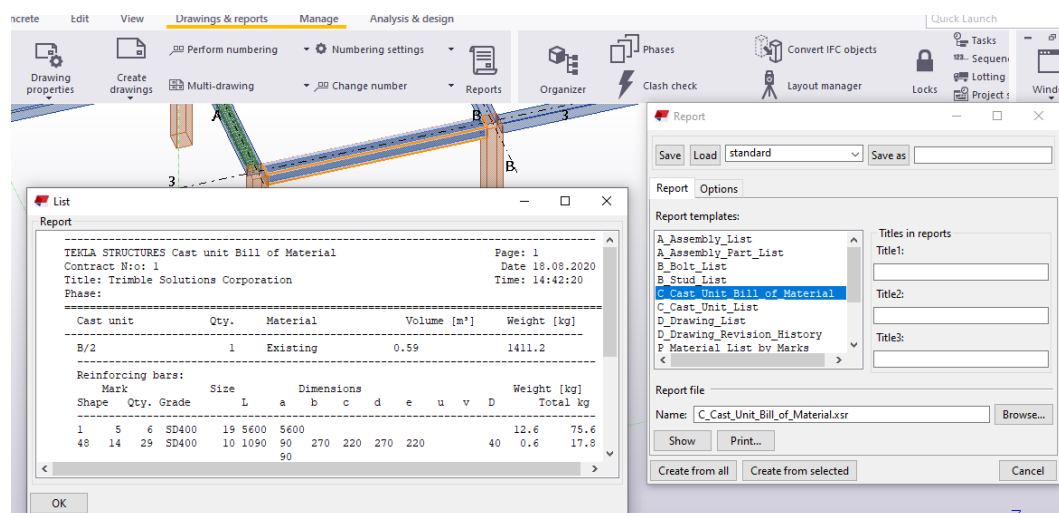 ncrete Edit View Drawings & reports Manage Analysis & design Quick Launch
Perform numbering Numbering settings Phases Convert IFC objects Tasks
Sequen
Drawing properties Create drawings Multi-drawing Change number Reports Organizer Clash check Layout manager Locks Lotting Wind
Project s
A B 3
B
3
Report
Save Load standard Save as
Report Options
Report templates:
A_Assembly_List
A_Assembly_Part_List
B_Bolt_List
B_Stud_List
C_Cast_Unit_Bill_of_Material
C_Cast_Unit_List
D_Drawing_List
D_Drawing_Revision_History
P_Material_List_by_Marks
Titles in reports
Title1:
Title2:
Title3:
Report file
Name: C_Cast_Unit_Bill_of_Material.xsr Browse...
Show Print...
Create from all Create from selected Cancel
List
Report
TEKLA STRUCTURES Cast unit Bill of Material Page: 1
Contract N:o: 1 Date 18.08.2020
Title: Trimble Solutions Corporation Time: 14:42:20
Phase:
Cast unit Qty. Material Volume [m³] Weight [kg]
B/2 1 Existing 0.59 1411.2
Reinforcing bars:
Mark Size Dimensions Weight [kg]
Shape Qty. Grade L a b c d e u v D Total kg
1 5 6 SD400 19 5600 5600 12.6 75.6
48 14 29 SD400 10 1090 90 270 220 270 220 40 0.6 17.8
90
OK